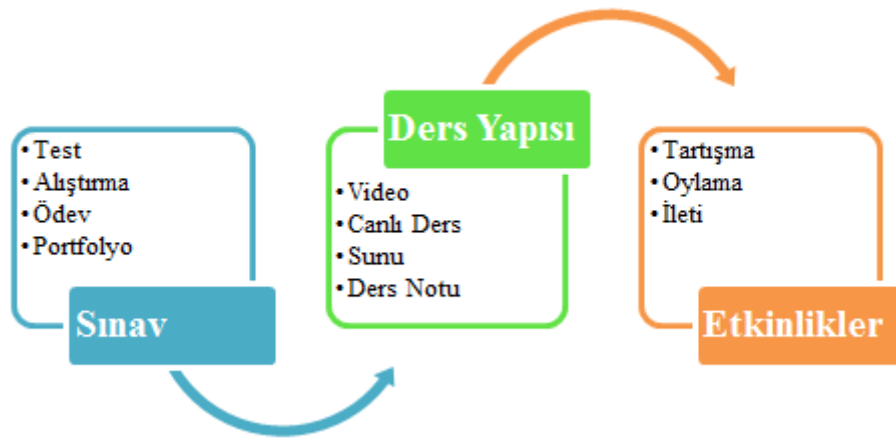 • Test
• Alıştırma
• Ödev
• Portfolyo
Sınav
Ders Yapısı
• Video
• Canlı Ders
• Sunu
• Ders Notu
• Tartışma
• Oylama
• İleti
Etkinlikler